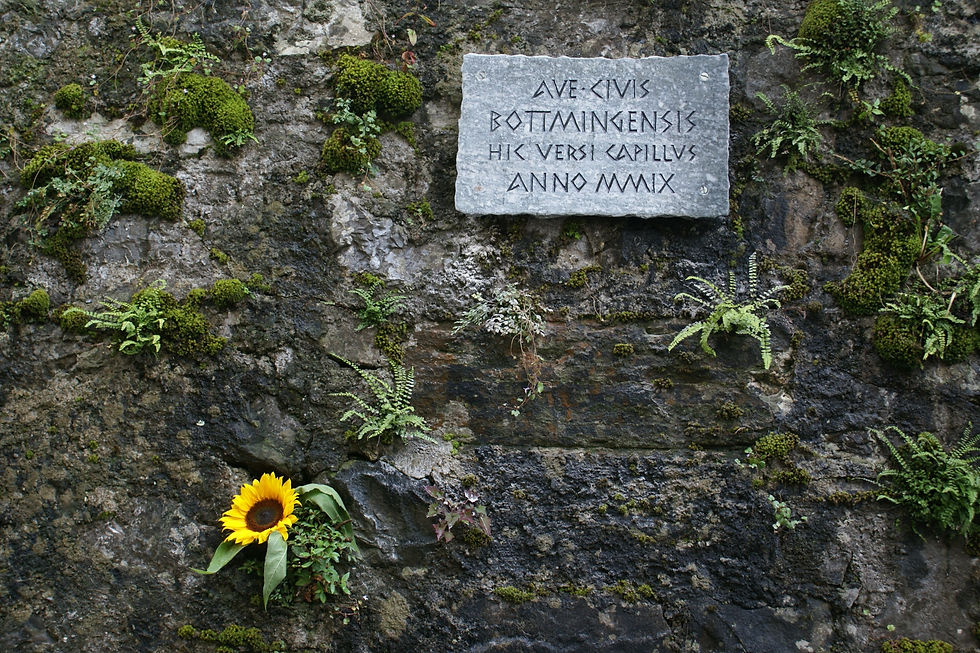 AVE·CIVIS
BOTTMINGENSIS
HIC VERSI CAPILLVS
ANNO MMIX